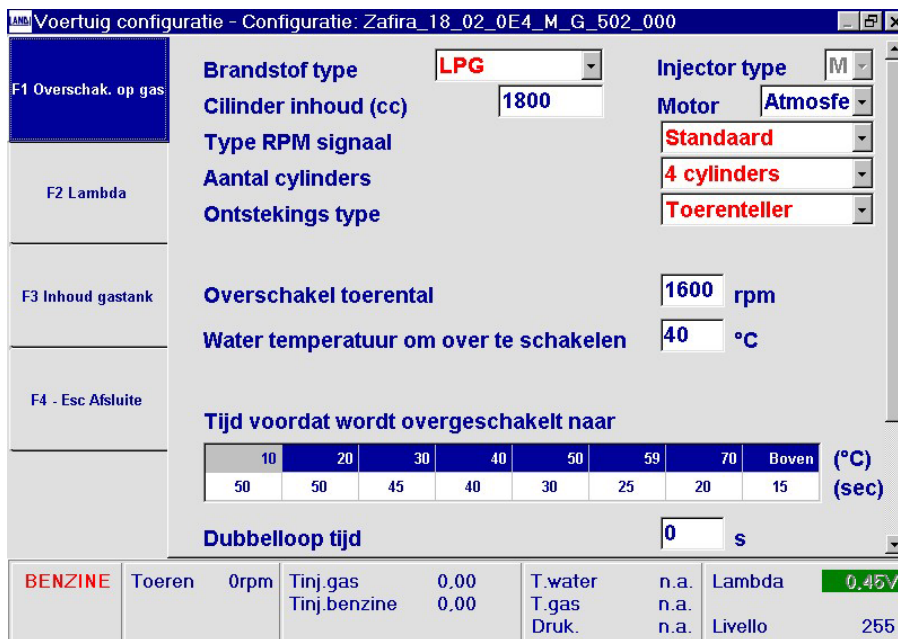 LANDI Voertuig configuratie - Configuratie: Zafira_18_02_0E4_M_G_502_000
F1 Overschak. op gas
F2 Lambda
F3 Inhoud gastank
F4 - Esc Afsluite
Brandstof type LPG Injector type M
Cilinder inhoud (cc) 1800 Motor Atmosfe
Type RPM signaal Standaard
Aantal cylinders 4 cylinders
Ontstekings type Toerenteller
Overschakel toerental 1600 rpm
Water temperatuur om over te schakelen 40 °C
Tijd voordat wordt overgeschakelt naar
10 20 30 40 50 59 70 Boven (°C)
50 50 45 40 30 25 20 15 (sec)
Dubbelloop tijd 0 s
BENZINE Toeren 0rpm Tinj.gas 0,00 T.water n.a. Lambda 0,45V
Tinj.benzine 0,00 T.gas n.a.
Druk. n.a. Livello 255